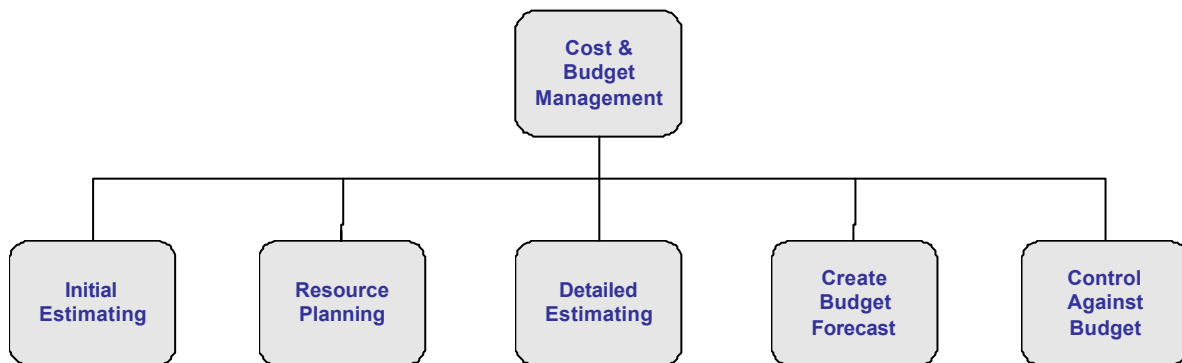 Cost &
Budget
Management
Initial
Estimating
Resource
Planning
Detailed
Estimating
Create
Budget
Forecast
Control
Against
Budget